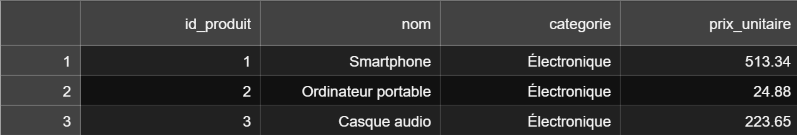 id_produit nom categorie prix_unitaire
1 1 Smartphone Électronique 513.34
2 2 Ordinateur portable Électronique 24.88
3 3 Casque audio Électronique 223.65